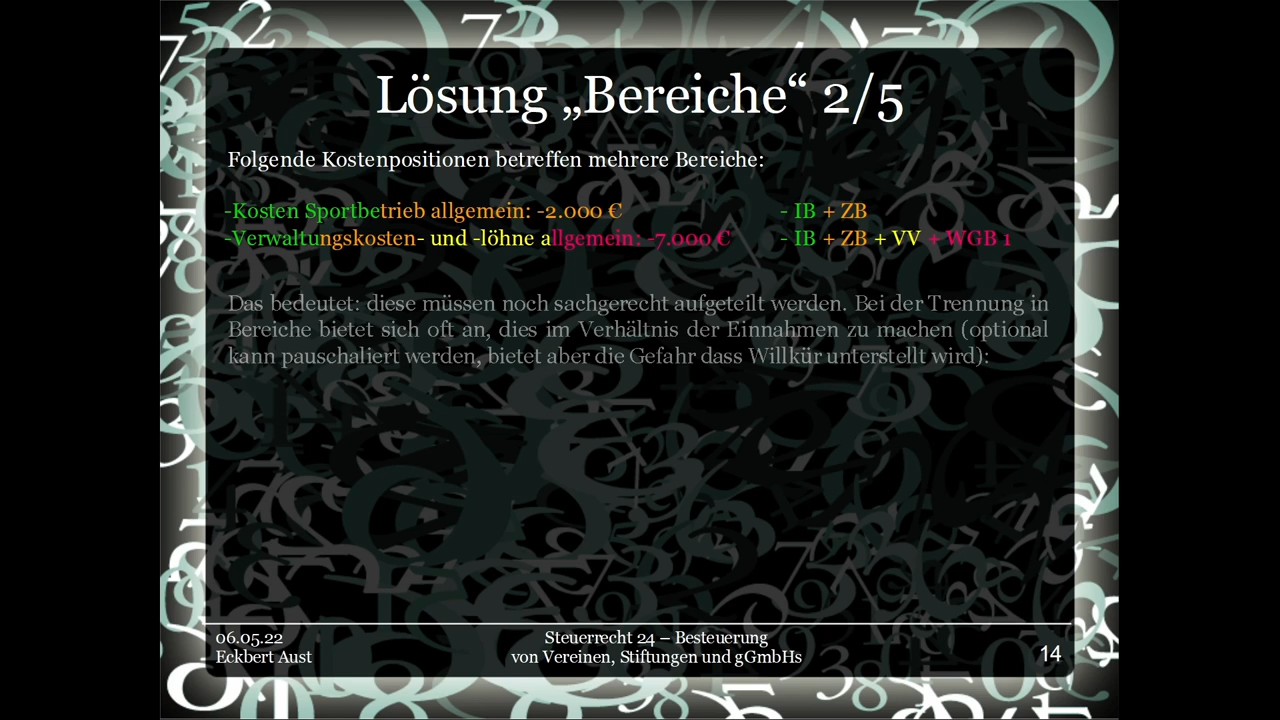 Lösung „Bereiche“ 2/5
Folgende Kostenpositionen betreffen mehrere Bereiche:
-Kosten Sportbetrieb allgemein: -2.000 € - IB + ZB
-Verwaltungskosten- und -löhne allgemein: -7.000 € - IB + ZB + VV + WGB 1
Das bedeutet: diese müssen noch sachgerecht aufgeteilt werden. Bei der Trennung in
Bereiche bietet sich oft an, dies im Verhältnis der Einnahmen zu machen (optional
kann pauschaliert werden, bietet aber die Gefahr dass Willkür unterstellt wird):
06.05.22
Eckbert Aust
Steuerrecht 24 – Besteuerung
von Vereinen, Stiftungen und gGmbHs
14